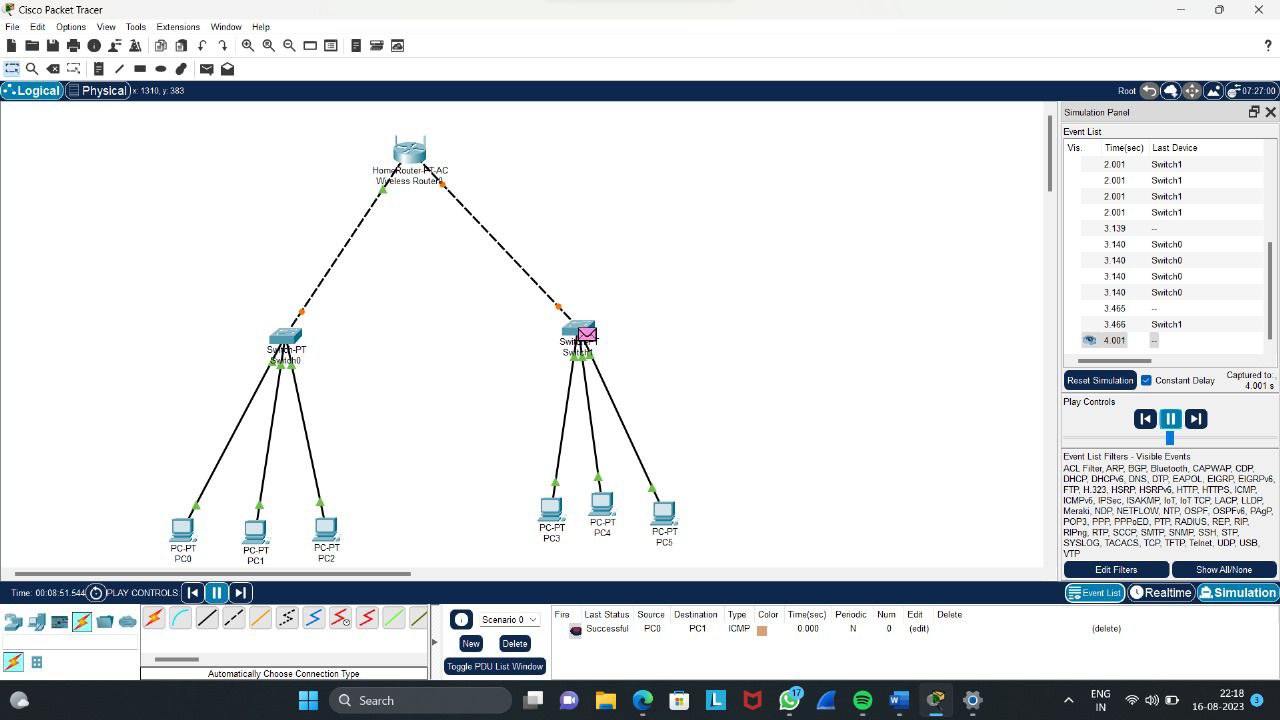 Cisco Packet Tracer
File Edit Options View Tools Extensions Window Help
?
Logical Physical x: 1310, y: 383 Root 07:27:00
HomeRouter-PT-AC
Wireless Router0
Switch-PT
Switch0
PC-PT
PC0
PC-PT
PC1
PC-PT
PC2
PC-PT
PC3
PC-PT
PC4
PC-PT
PC5
Simulation Panel
Event List
Vis. Time(sec) Last Device
2.001 Switch1
2.001 Switch1
2.001 Switch1
2.001 Switch1
3.139 --
3.140 Switch0
3.140 Switch0
3.140 Switch0
3.140 Switch0
3.465 --
3.466 Switch1
4.001 --
Reset Simulation Constant Delay Captured to:
4.001 s
Play Controls
Event List Filters - Visible Events
ACL Filter, ARP, BGP, Bluetooth, CAPWAP, CDP,
DHCP, DHCPv6, DNS, DTP, EAPOL, EIGRP, EIGRPv6,
FTP, H.323, HSRP, HSRPv6, HTTP, HTTPS, ICMP,
ICMPv6, IPSec, ISAKMP, IoT, IoT TCP, LACP, LLDP,
Meraki, NDP, NETFLOW, NTP, OSPF, OSPFv6, PAgP,
POP3, PPP, PPPoED, PTP, RADIUS, REP, RIP,
RIPng, RTP, SCCP, SMTP, SNMP, SSH, STP,
SYSLOG, TACACS, TCP, TFTP, Telnet, UDP, USB,
VTP
Edit Filters Show All/None
Time: 00:08:51.544 PLAY CONTROLS: Event List Realtime Simulation
Automatically Choose Connection Type
Scenario 0
New Delete
Toggle PDU List Window
Fire Last Status Source Destination Type Color Time(sec) Periodic Num Edit Delete
Successful PC0 PC1 ICMP 0.000 N 0 (edit) (delete)
Search
17
ENG
IN
22:18
16-08-2023
3